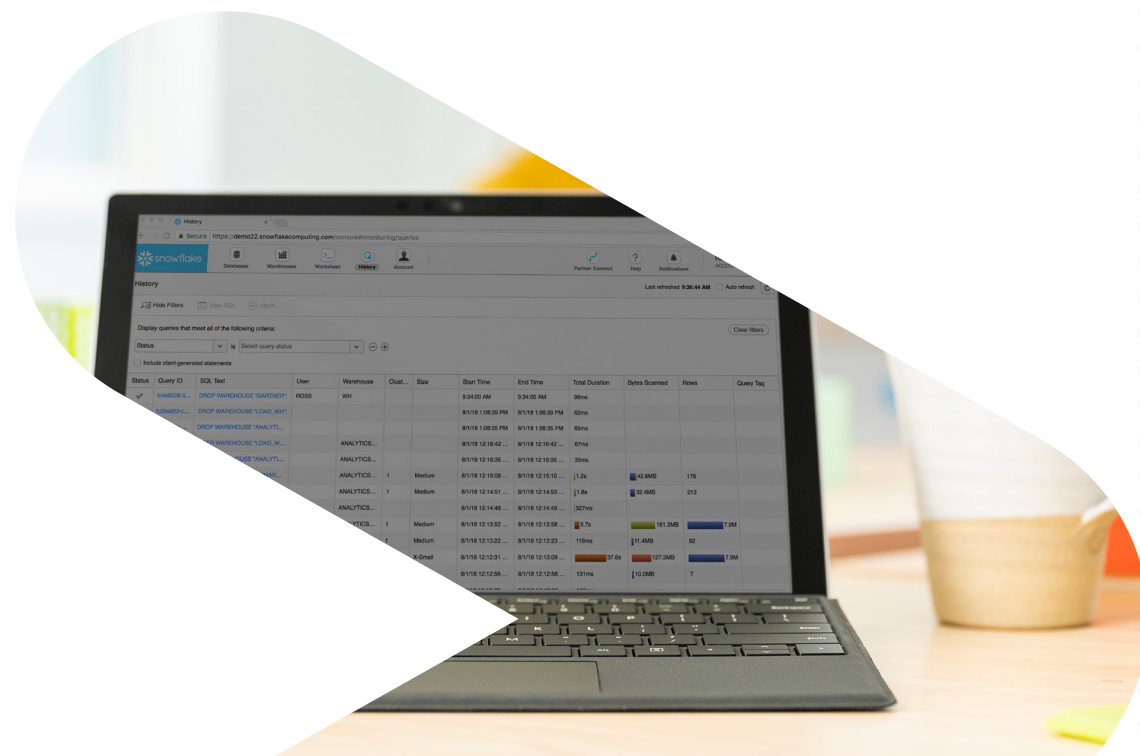 History ×
Secure https://demo22.snowflakecomputing.com/console#/monitoring/queries
snowflake Databases Warehouses Worksheet History Account Partner Connect Help Notifications
History Last refreshed 9:36:44 AM Auto refresh
Hide Filters View SQL Abort...
Display queries that meet all of the following criteria: Clear filters
Status is Select query status
Include client-generated statements
Status Query ID SQL Text User Warehouse Clust... Size Start Time End Time Total Duration Bytes Scanned Rows Query Tag
DROP WAREHOUSE "GARTNER"; ROSS WH 9:34:00 AM 9:34:00 AM 98ms
DROP WAREHOUSE "LOAD_WH"; 8/1/18 1:08:39 PM 8/1/18 1:08:39 PM 62ms
DROP WAREHOUSE "ANALYTI... 8/1/18 1:08:35 PM 8/1/18 1:08:35 PM
WAREHOUSE "LOAD_W... ANALYTICS... 8/1/18 12:16:42 ... 8/1/18 12:16:42 ... 67ms
"ANALYTI... ANALYTICS... 8/1/18 12:16:35 ... 8/1/18 12:16:35 ... 35ms
ANALYTICS... 1 Medium 8/1/18 12:15:09 ... 8/1/18 12:15:10 ... 1.2s 42.6MB 178
ANALYTICS... 1 Medium 8/1/18 12:14:51 ... 8/1/18 12:14:53 ... 1.8s 32.4MB 213
ANALYTICS... 8/1/18 12:14:48 ... 8/1/18 12:14:49 ... 327ms
1 Medium 8/1/18 12:13:52 ... 8/1/18 12:13:58 ... 5.7s 161.3MB 7.9M
Medium 8/1/18 12:13:22 ... 8/1/18 12:13:23 ... 118ms 11.4MB 92
X-Small 8/1/18 12:12:31 ... 8/1/18 12:13:09 ... 37.6s 127.3MB 7.9M
8/1/18 12:12:56 ... 8/1/18 12:12:56 ... 131ms 10.0MB 7
Backspace
I O P
Enter
K L
Shift
M
Alt